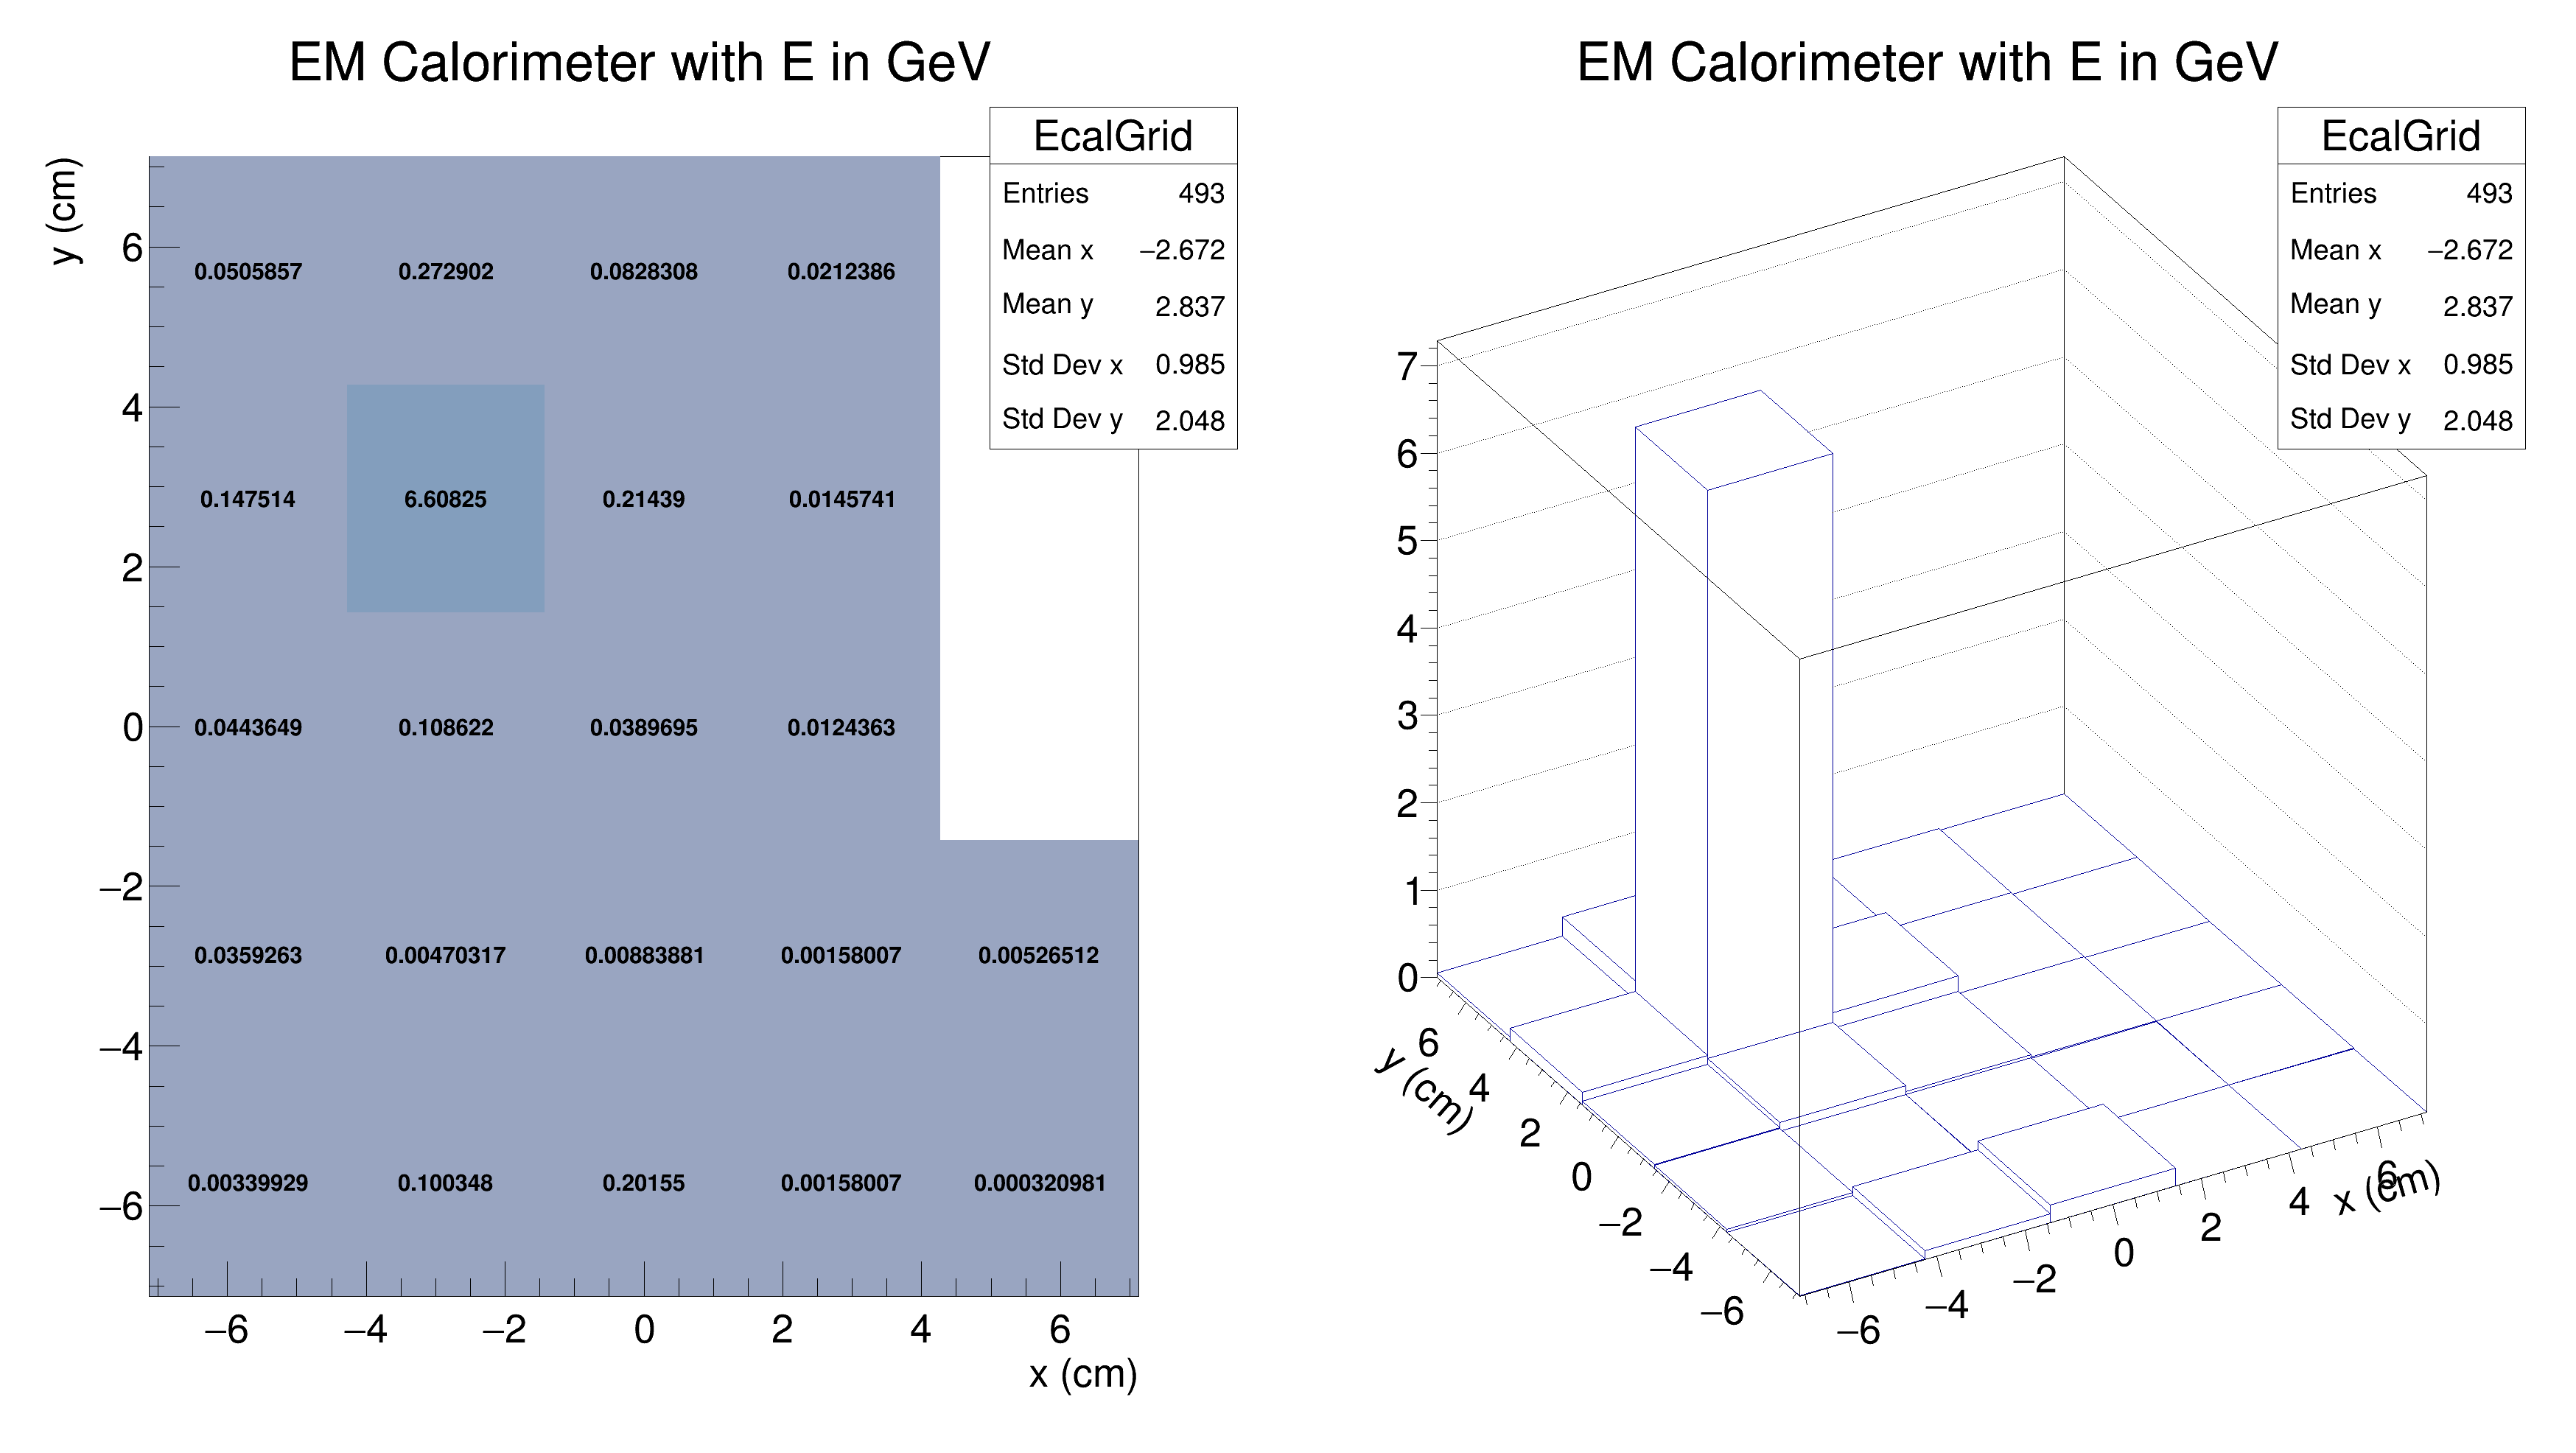 EM Calorimeter with E in GeV
EcalGrid
Entries 493
Mean x −2.672
Mean y 2.837
Std Dev x 0.985
Std Dev y 2.048
y (cm)
6
4
2
0
−2
−4
−6
0.0505857 0.272902 0.0828308 0.0212386
0.147514 6.60825 0.21439 0.0145741
0.0443649 0.108622 0.0389695 0.0124363
0.0359263 0.00470317 0.00883881 0.00158007 0.00526512
0.00339929 0.100348 0.20155 0.00158007 0.000320981
−6 −4 −2 0 2 4 6
x (cm)
EM Calorimeter with E in GeV
EcalGrid
Entries 493
Mean x −2.672
Mean y 2.837
Std Dev x 0.985
Std Dev y 2.048
7
6
5
4
3
2
1
0
y (cm)
6
4
2
0
−2
−4
−6
−6
−4
−2
0
2
4
6
x (cm)